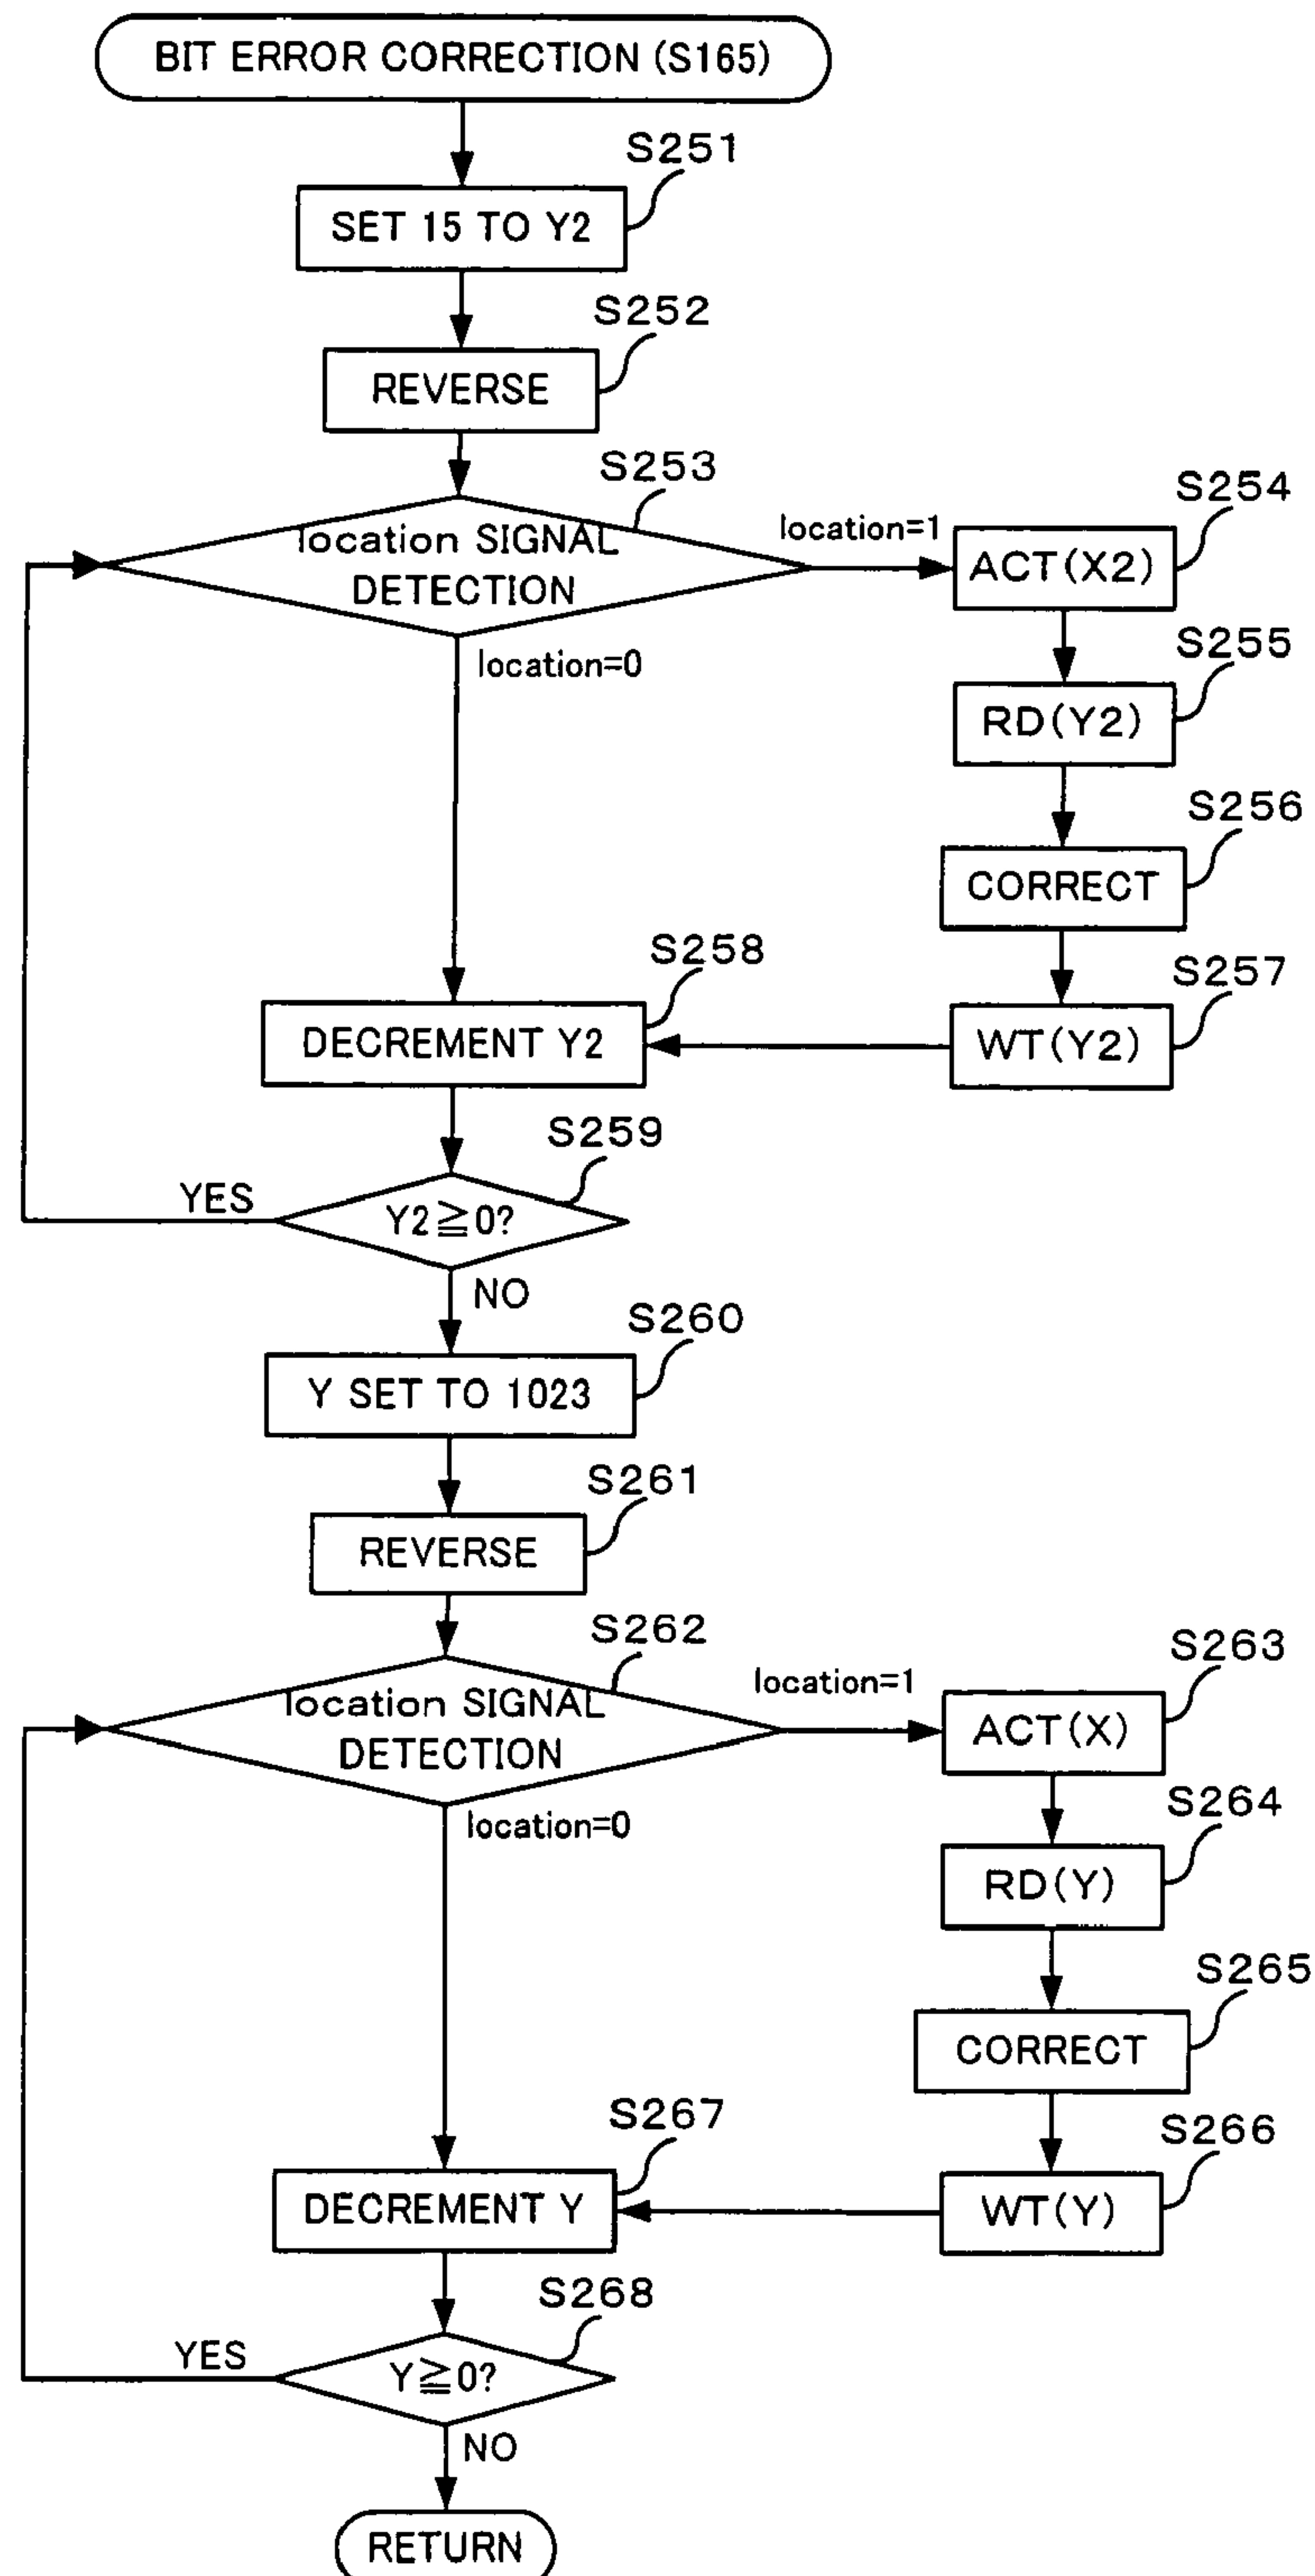 BIT ERROR CORRECTION (S165)
S251
SET 15 TO Y2
S252
REVERSE
S253
location SIGNAL
DETECTION
location=1
location=0
S254
ACT(X2)
S255
RD(Y2)
S256
CORRECT
S257
WT(Y2)
S258
DECREMENT Y2
S259
Y2≧0?
YES
NO
S260
Y SET TO 1023
S261
REVERSE
S262
location SIGNAL
DETECTION
location=1
location=0
S263
ACT(X)
S264
RD(Y)
S265
CORRECT
S266
WT(Y)
S267
DECREMENT Y
S268
Y≧0?
YES
NO
RETURN